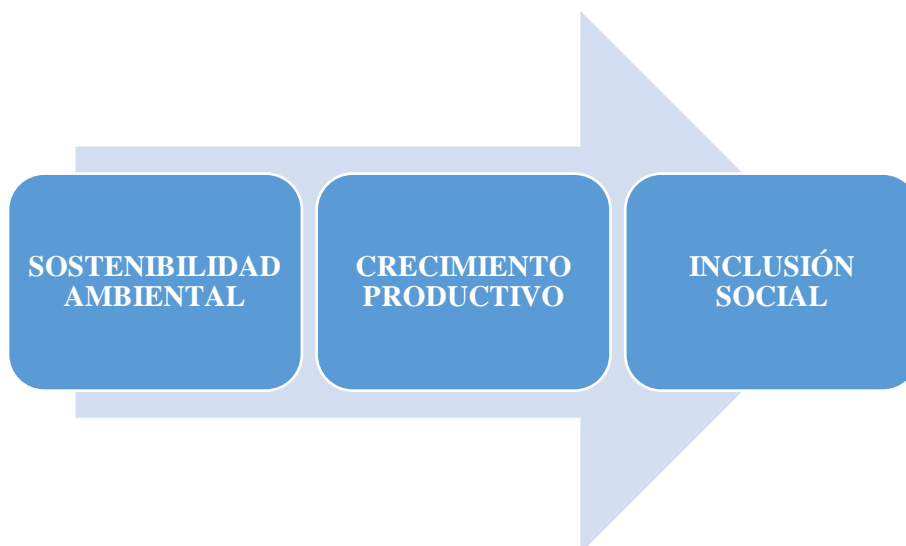 SOSTENIBILIDAD
AMBIENTAL
CRECIMIENTO
PRODUCTIVO
INCLUSIÓN
SOCIAL